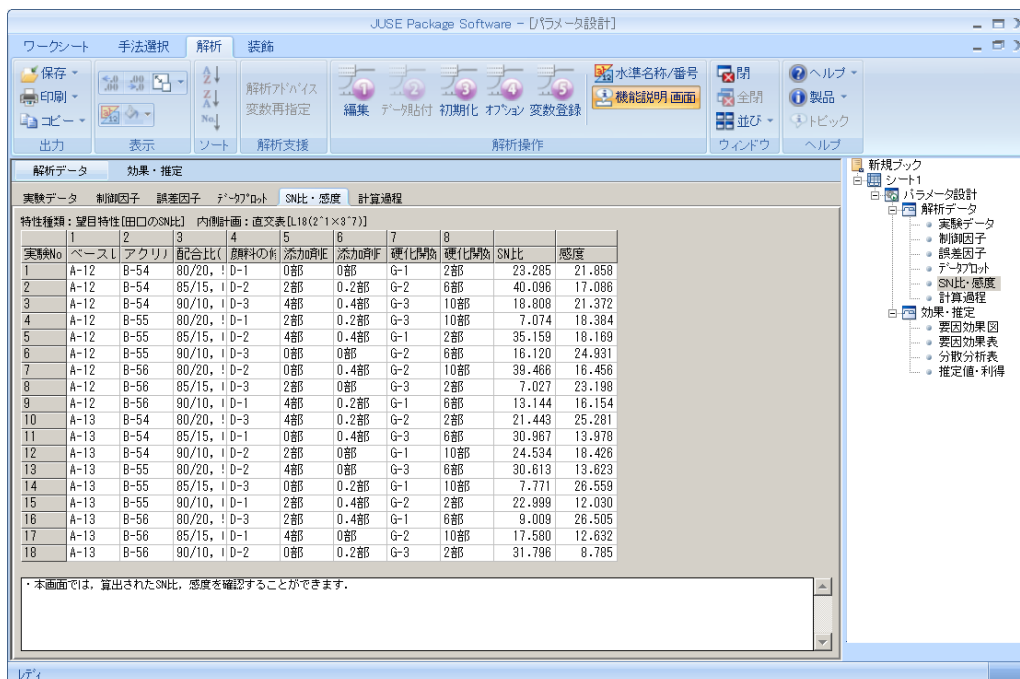 JUSE Package Software - [パラメータ設計]
ワークシート 手法選択 解析 装飾
保存 水準名称/番号 閉 ヘルプ
印刷 解析アドバイス 機能説明 画面 全閉 製品
コピー No. 変数再指定 編集 データ貼付 初期化 オプション 変数登録 並び トピック
出力 表示 ソート 解析支援 解析操作 ウィンドウ ヘルプ
解析データ 効果・推定
実験データ 制御因子 誤差因子 データプロット SN比・感度 計算過程
特性種類:望目特性[田口のSN比] 内側計画:直交表[L18(2^1×3^7)]
1 2 3 4 5 6 7 8
実験No ベースレ アクリル 配合比( 顔料の 添加剤E 添加剤F 硬化開始 硬化開始 SN比 感度
1 A-12 B-54 80/20, D-1 0部 0部 G-1 2部 23.285 21.858
2 A-12 B-54 85/15, D-2 2部 0.2部 G-2 6部 40.096 17.086
3 A-12 B-54 90/10, D-3 4部 0.4部 G-3 10部 18.808 21.372
4 A-12 B-55 80/20, D-1 2部 0.2部 G-3 10部 7.074 18.384
5 A-12 B-55 85/15, D-2 4部 0.4部 G-1 2部 35.159 18.169
6 A-12 B-55 90/10, D-3 0部 0部 G-2 6部 16.120 24.931
7 A-12 B-56 80/20, D-2 0部 0.4部 G-2 10部 39.466 16.456
8 A-12 B-56 85/15, D-3 2部 0部 G-3 2部 7.027 23.198
9 A-12 B-56 90/10, D-1 4部 0.2部 G-1 6部 13.144 16.154
10 A-13 B-54 80/20, D-3 4部 0.2部 G-2 2部 21.443 25.281
11 A-13 B-54 85/15, D-1 0部 0.4部 G-3 6部 30.967 13.978
12 A-13 B-54 90/10, D-2 2部 0部 G-1 10部 24.534 18.426
13 A-13 B-55 80/20, D-2 4部 0部 G-3 6部 30.613 13.623
14 A-13 B-55 85/15, D-3 0部 0.2部 G-1 10部 7.771 26.559
15 A-13 B-55 90/10, D-1 2部 0.4部 G-2 2部 22.999 12.030
16 A-13 B-56 80/20, D-3 2部 0.4部 G-1 6部 9.009 26.505
17 A-13 B-56 85/15, D-1 4部 0部 G-2 10部 17.580 12.632
18 A-13 B-56 90/10, D-2 0部 0.2部 G-3 2部 31.796 8.785
・本画面では,算出されたSN比,感度を確認することができます.
新規ブック
シート1
パラメータ設計
解析データ
実験データ
制御因子
誤差因子
データプロット
SN比・感度
計算過程
効果・推定
要因効果図
要因効果表
分散分析表
推定値・利得
レディ